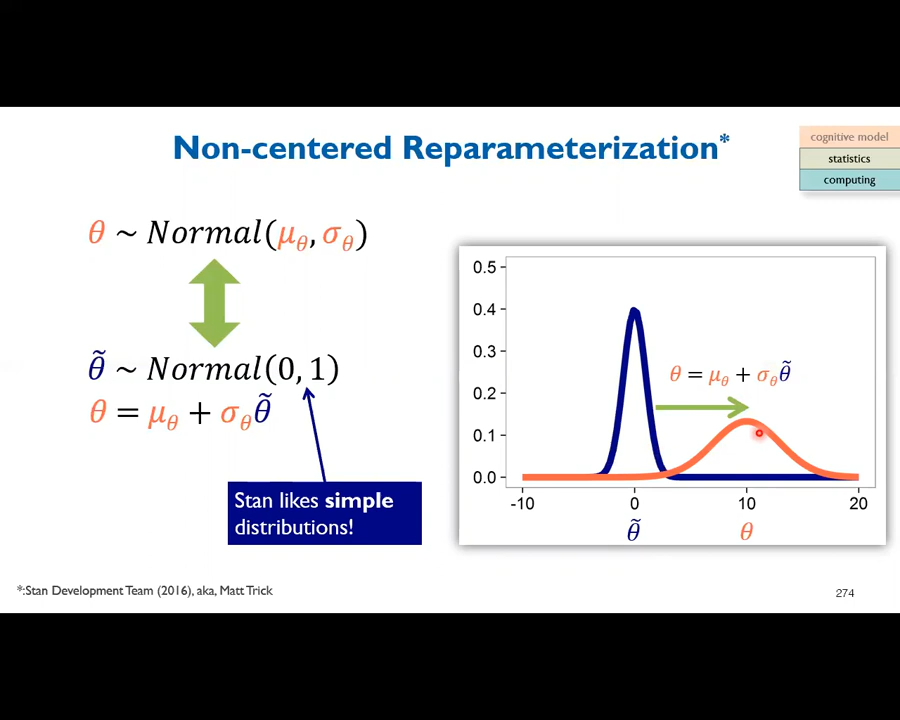 Non-centered Reparameterization*
cognitive model
statistics
computing
θ ~ Normal(μ_θ, σ_θ)
θ̃ ~ Normal(0, 1)
θ = μ_θ + σ_θθ̃
Stan likes simple
distributions!
0.5
0.4
0.3
0.2
0.1
0.0
θ = μ_θ + σ_θθ̃
-10 0 10 20
θ̃ θ
*:Stan Development Team (2016), aka, Matt Trick
274